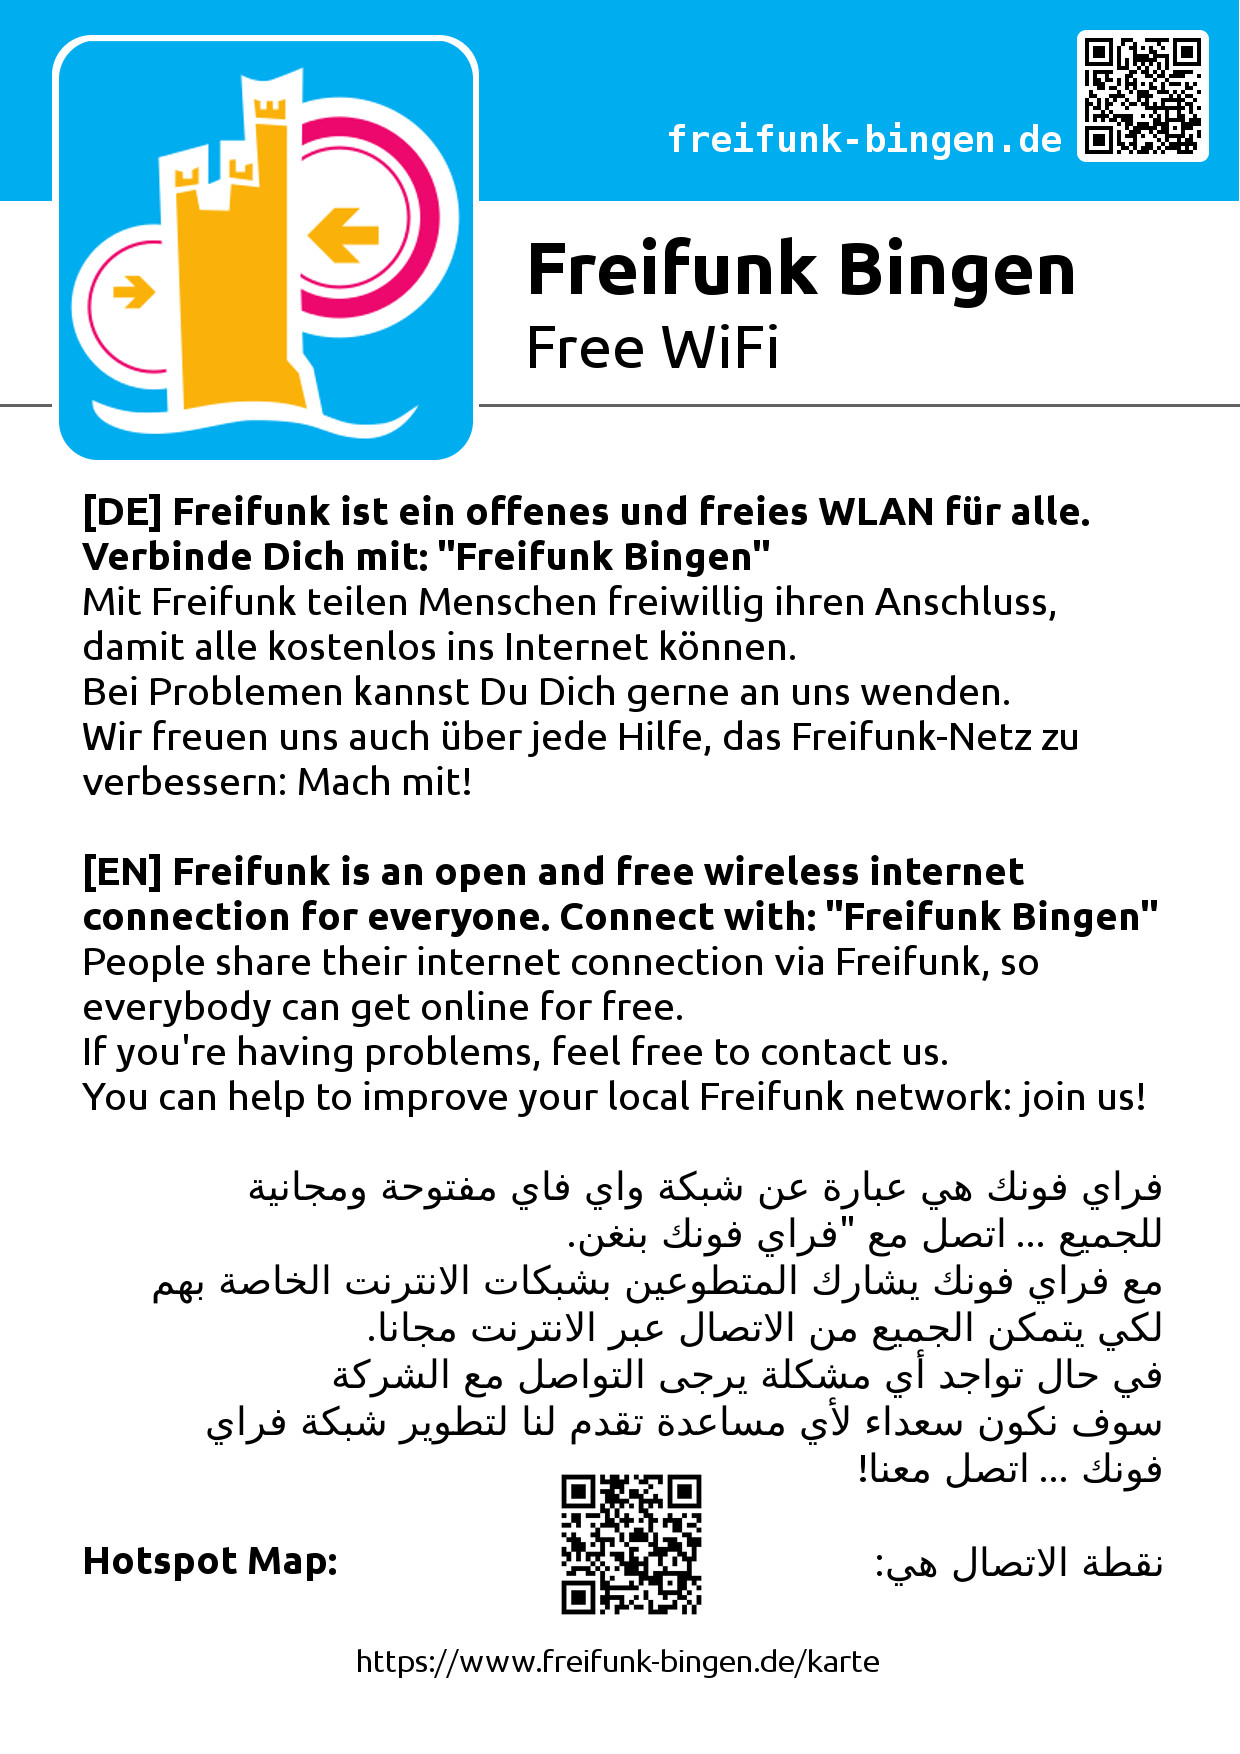 freifunk-bingen.de
Freifunk Bingen
Free WiFi
[DE] Freifunk ist ein offenes und freies WLAN für alle.
Verbinde Dich mit: "Freifunk Bingen"
Mit Freifunk teilen Menschen freiwillig ihren Anschluss,
damit alle kostenlos ins Internet können.
Bei Problemen kannst Du Dich gerne an uns wenden.
Wir freuen uns auch über jede Hilfe, das Freifunk-Netz zu
verbessern: Mach mit!
[EN] Freifunk is an open and free wireless internet
connection for everyone. Connect with: "Freifunk Bingen"
People share their internet connection via Freifunk, so
everybody can get online for free.
If you're having problems, feel free to contact us.
You can help to improve your local Freifunk network: join us!
فراي فونك هي عبارة عن شبكة واي فاي مفتوحة ومجانية
للجميع ... اتصل مع "فراي فونك بنغن.
مع فراي فونك يشارك المتطوعين بشبكات الانترنت الخاصة بهم
لكي يتمكن الجميع من الاتصال عبر الانترنت مجانا.
في حال تواجد أي مشكلة يرجى التواصل مع الشركة
سوف نكون سعداء لأي مساعدة تقدم لنا لتطوير شبكة فراي
فونك ... اتصل معنا!
Hotspot Map:
نقطة الاتصال هي:
https://www.freifunk-bingen.de/karte